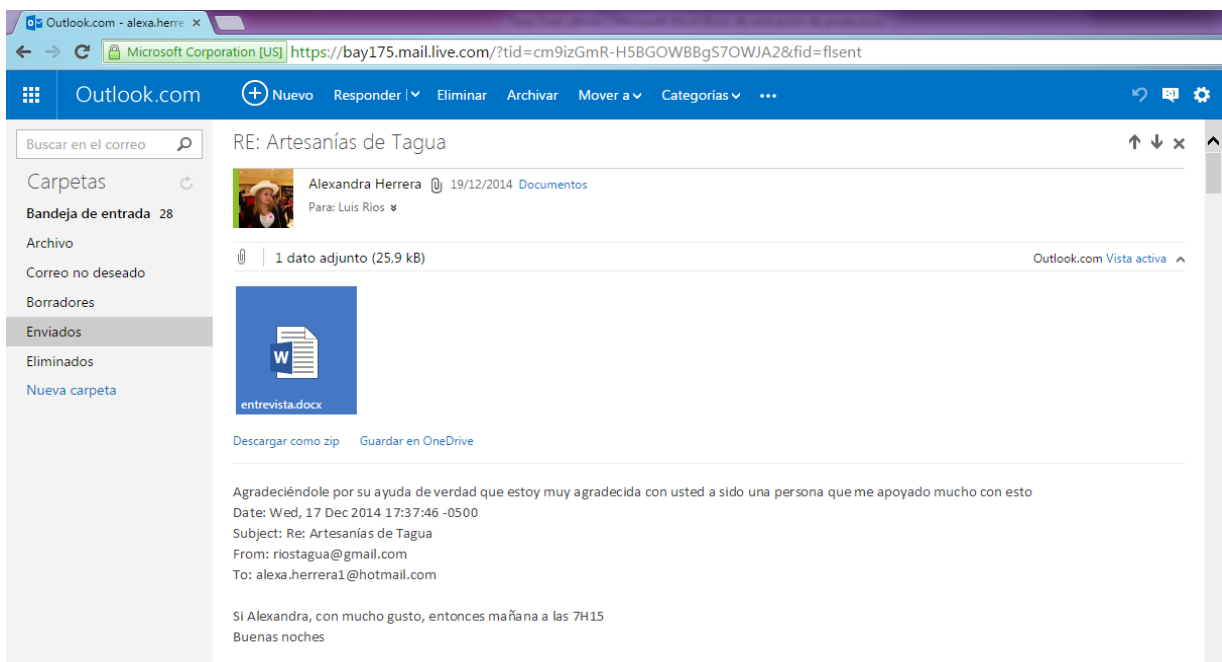 Outlook.com - alexa.herre ×
Microsoft Corporation [US] https://bay175.mail.live.com/?tid=cm9izGmR-H5BGOWBBgS7OWJA2&fid=flsent
Outlook.com Nuevo Responder Eliminar Archivar Mover a Categorías ...
Buscar en el correo
Carpetas
Bandeja de entrada 28
Archivo
Correo no deseado
Borradores
Enviados
Eliminados
Nueva carpeta
RE: Artesanías de Tagua
Alexandra Herrera 19/12/2014 Documentos
Para: Luis Rios
1 dato adjunto (25,9 kB)
Outlook.com Vista activa
W
entrevista.docx
Descargar como zip Guardar en OneDrive
Agradeciéndole por su ayuda de verdad que estoy muy agradecida con usted a sido una persona que me apoyado mucho con esto
Date: Wed, 17 Dec 2014 17:37:46 -0500
Subject: Re: Artesanías de Tagua
From: riostagua@gmail.com
To: alexa.herrera1@hotmail.com
Si Alexandra, con mucho gusto, entonces mañana a las 7H15
Buenas noches